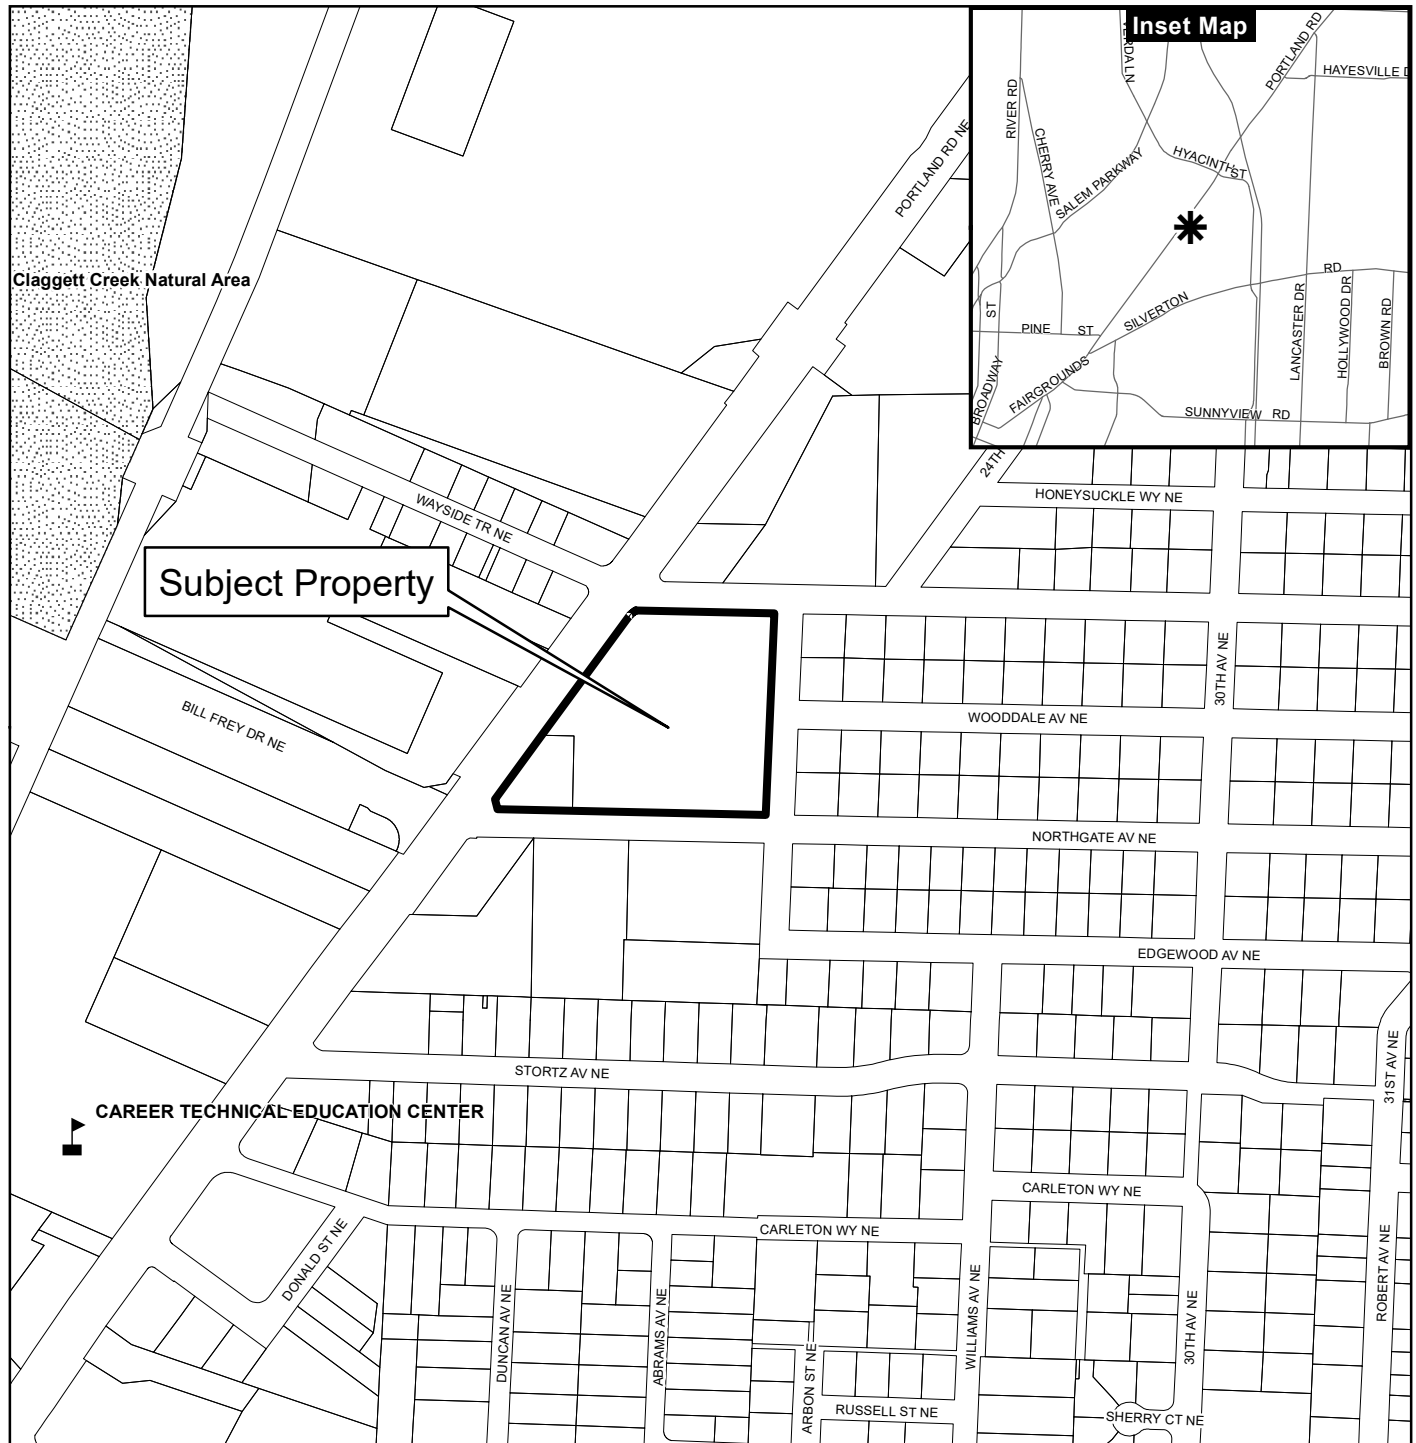 Inset Map
VERDA LN
PORTLAND RD
HAYESVILLE D
RIVER RD
CHERRY AVE
SALEM PARKWAY
HYACINTH ST
PORTLAND RD NE
Claggett Creek Natural Area
RD
SILVERTON
ST
PINE ST
LANCASTER DR
HOLLYWOOD DR
BROWN RD
BROADWAY
FAIRGROUNDS
SUNNYVIEW RD
24TH
HONEYSUCKLE WY NE
WAYSIDE TR NE
Subject Property
30TH AV NE
WOODDALE AV NE
BILL FREY DR NE
NORTHGATE AV NE
EDGEWOOD AV NE
STORTZ AV NE
31ST AV NE
CAREER TECHNICAL EDUCATION CENTER
CARLETON WY NE
CARLETON WY NE
DONALD ST NE
DUNCAN AV NE
ABRAMS AV NE
ARBON ST NE
WILLIAMS AV NE
30TH AV NE
ROBERT AV NE
RUSSELL ST NE
SHERRY CT NE